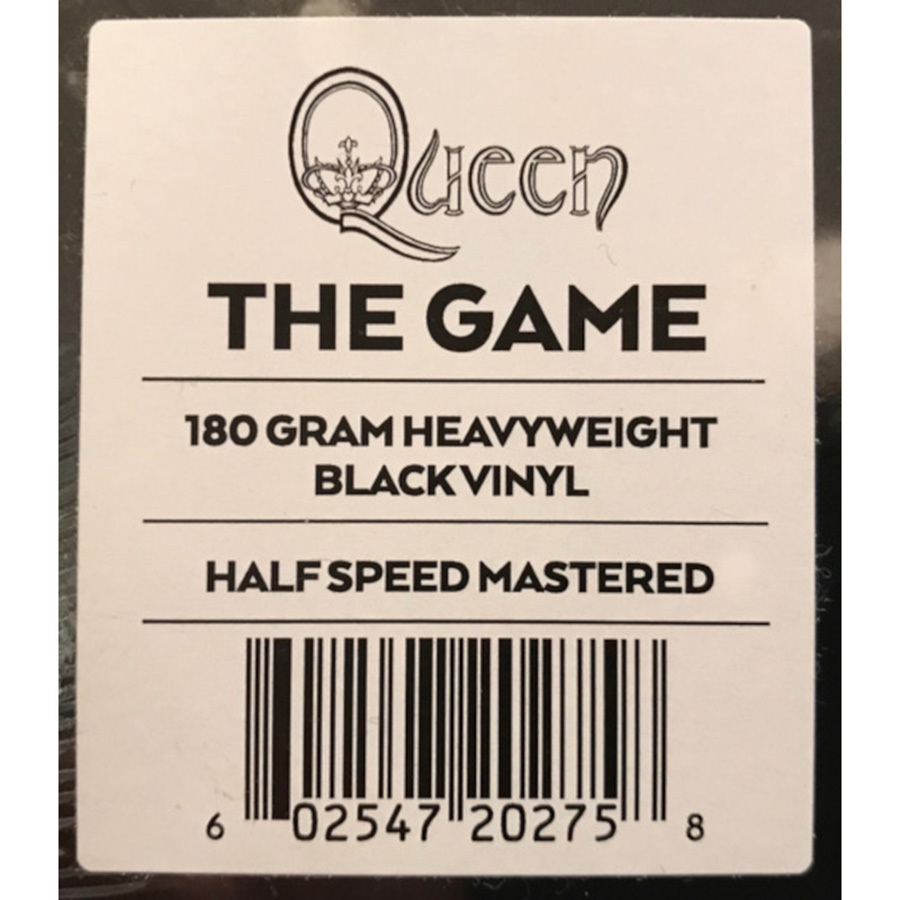 Queen
THE GAME
180 GRAM HEAVYWEIGHT
BLACK VINYL
HALF SPEED MASTERED
6 02547 20275 8